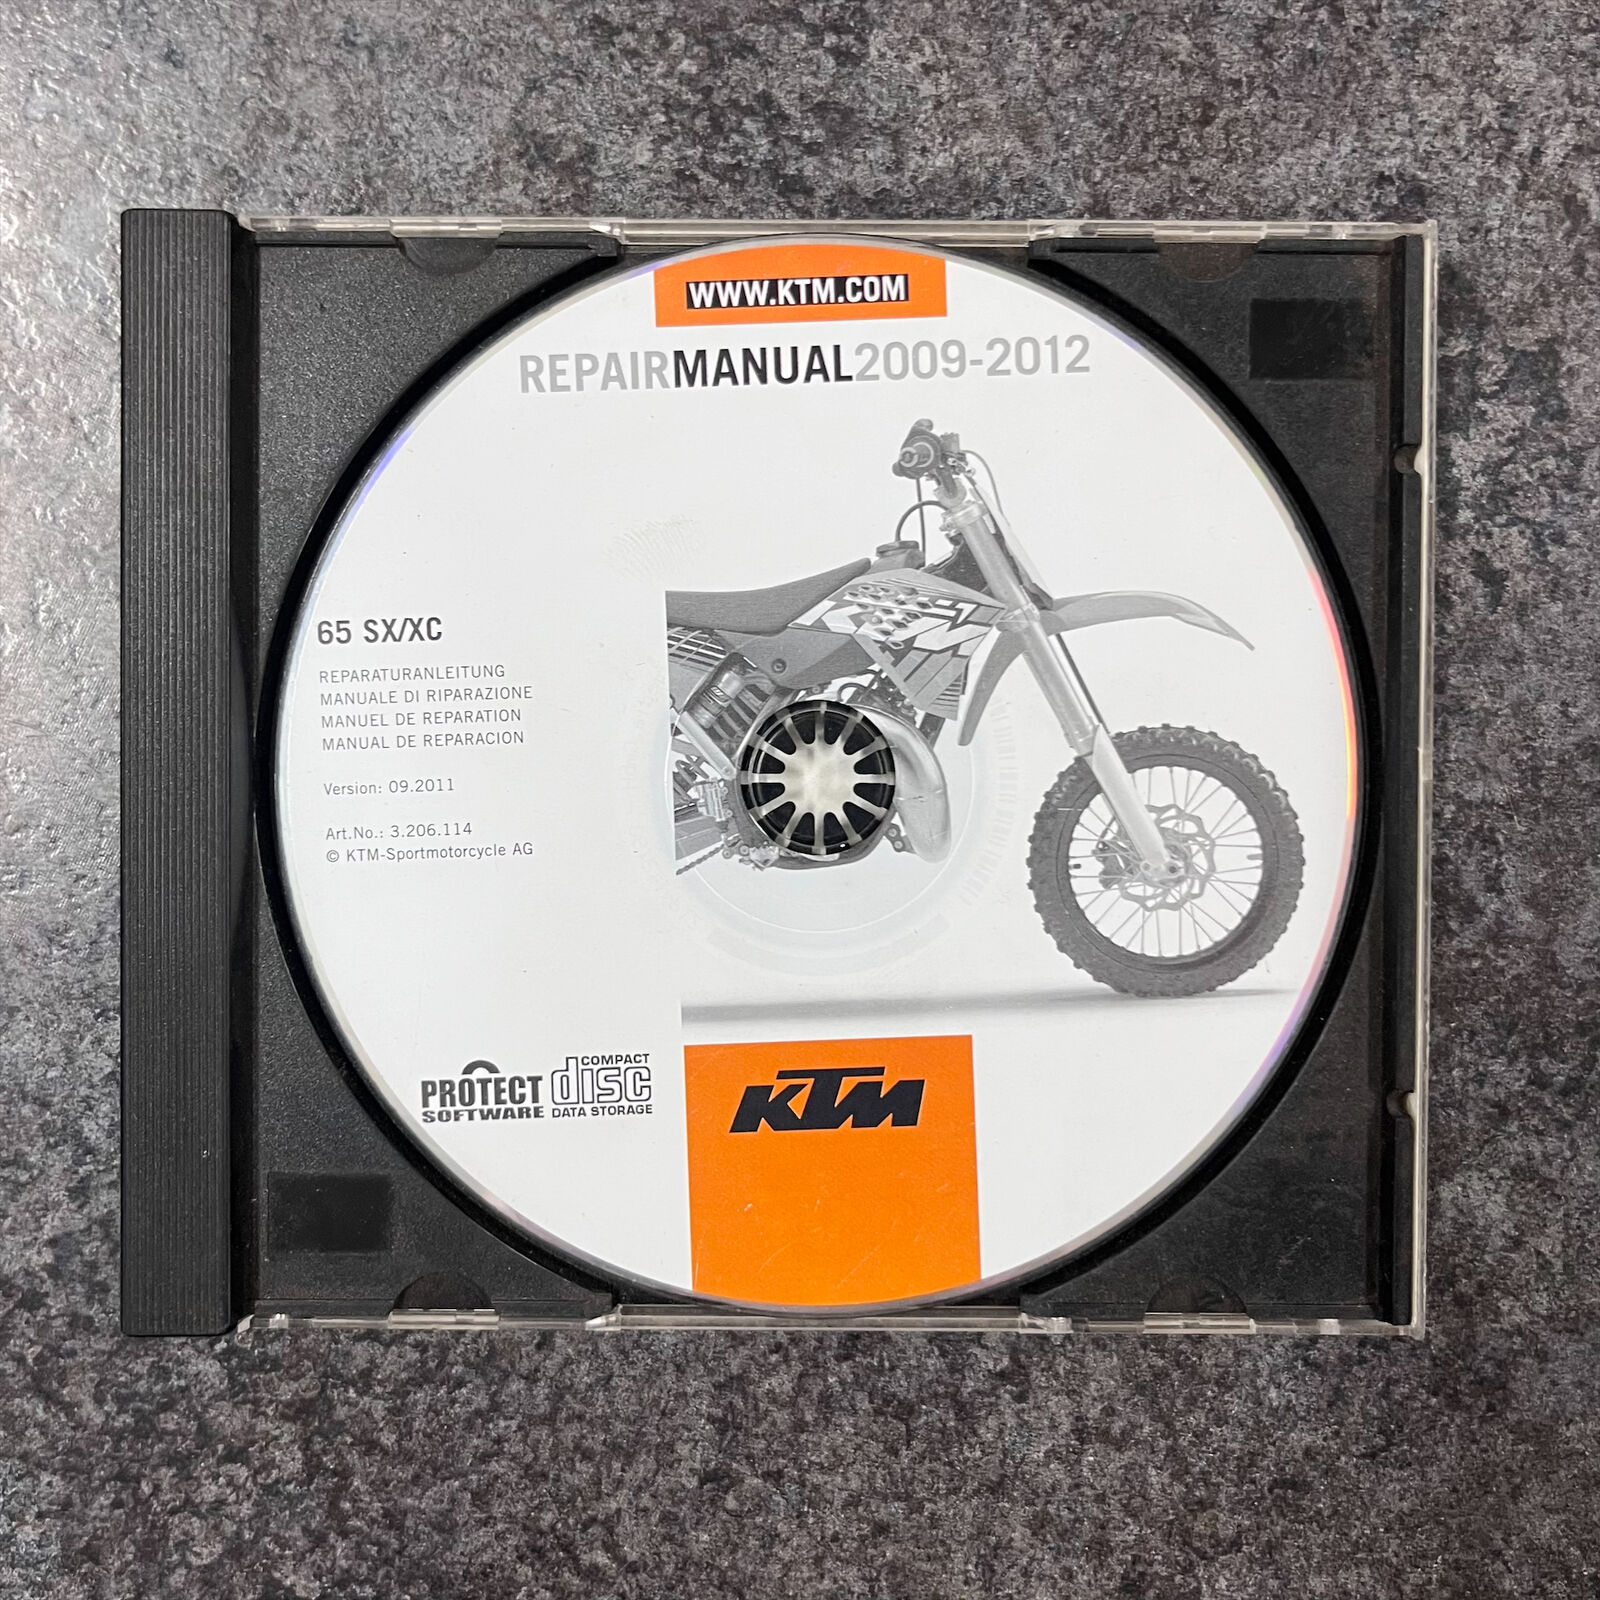 WWW.KTM.COM
REPAIRMANUAL2009-2012
KTM
65 SX/XC
REPARATURANLEITUNG
MANUALE DI RIPARAZIONE
MANUEL DE REPARATION
MANUAL DE REPARACION
Version: 09.2011
Art.No.: 3.206.114
© KTM-Sportmotorcycle AG
PROTECT
SOFTWARE
COMPACT
disc
DATA STORAGE
KTM